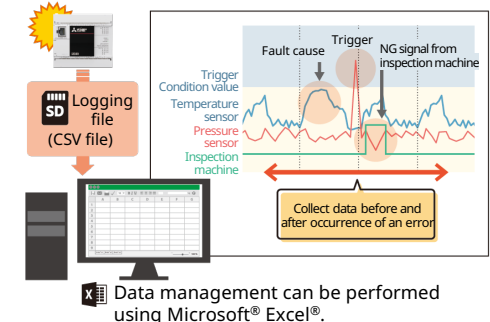 Fault cause
Trigger
NG signal from
inspection machine
Trigger
Condition value
Temperature
sensor
Pressure
sensor
Inspection
machine
SD
Logging
file
(CSV file)
Collect data before and
after occurrence of an error
Data management can be performed
using Microsoft® Excel®.